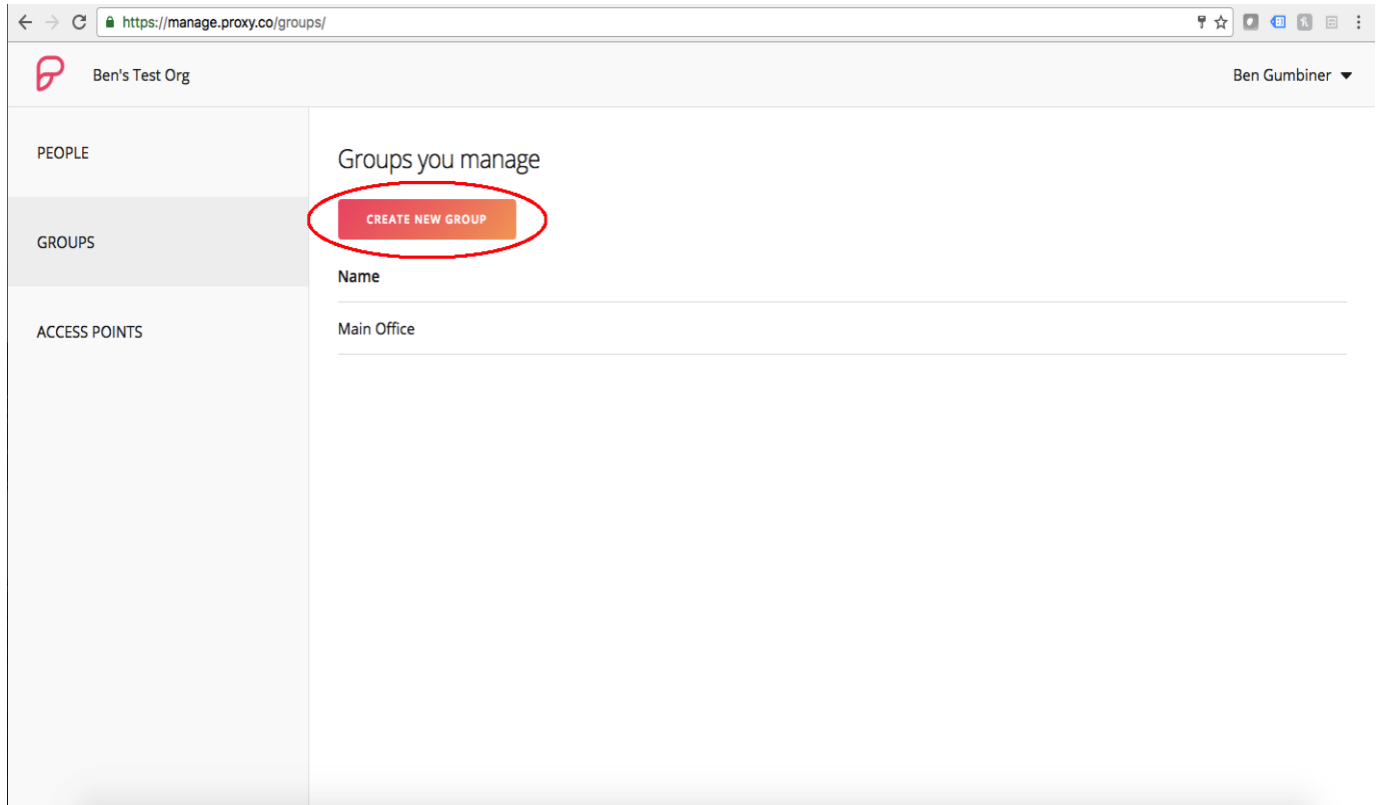 https://manage.proxy.co/groups/
Ben's Test Org
Ben Gumbiner
PEOPLE
GROUPS
ACCESS POINTS
Groups you manage
CREATE NEW GROUP
Name
Main Office